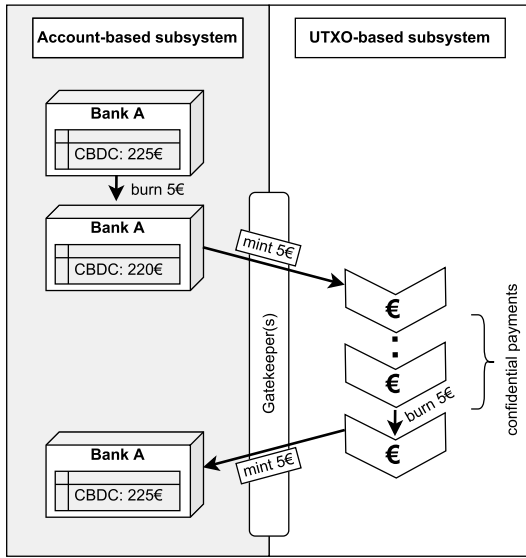 Account-based subsystem
UTXO-based subsystem
Bank A
CBDC: 225€
burn 5€
Bank A
CBDC: 220€
mint 5€
Gatekeeper(s)
€
€
confidential payments
burn 5€
€
mint 5€
Bank A
CBDC: 225€